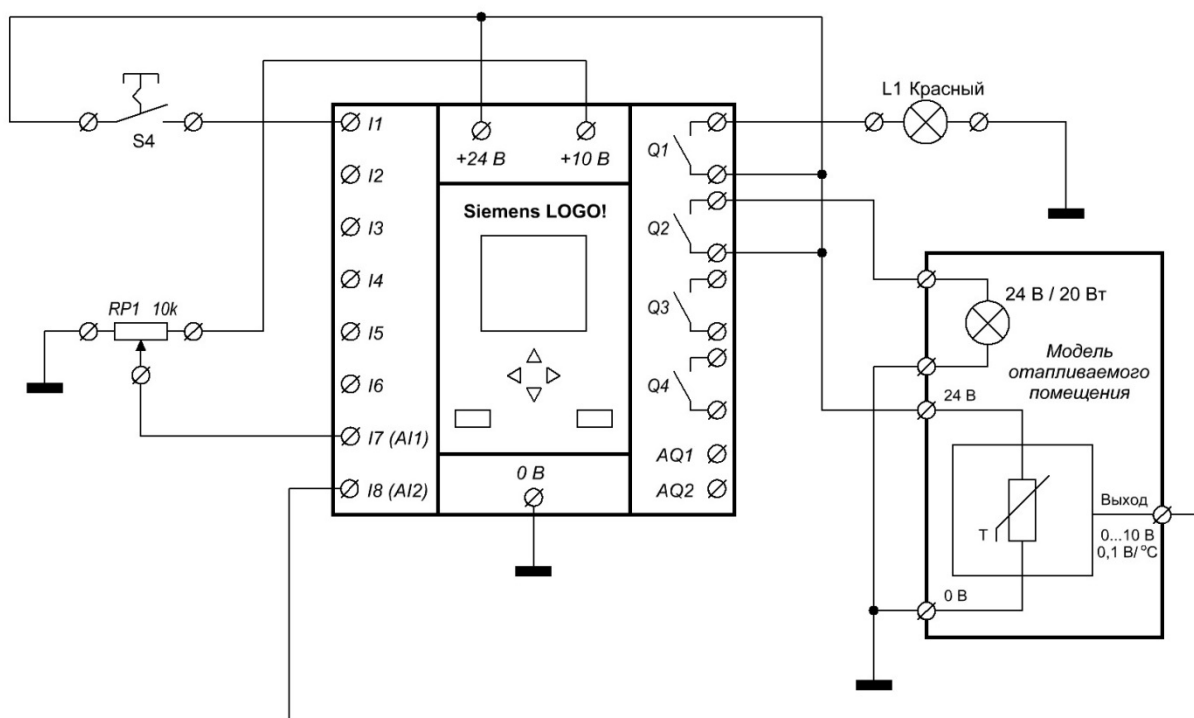 L1 Красный
S4
I1
+24 В
+10 В
Q1
I2
Siemens LOGO!
Q2
I3
I4
Q3
24 В / 20 Вт
RP1 10k
I5
Модель
отапливаемого
помещения
I6
Q4
24 В
I7 (AI1)
AQ1
0 В
I8 (AI2)
AQ2
Выход
T
0...10 В
0,1 В/ °С
0 В